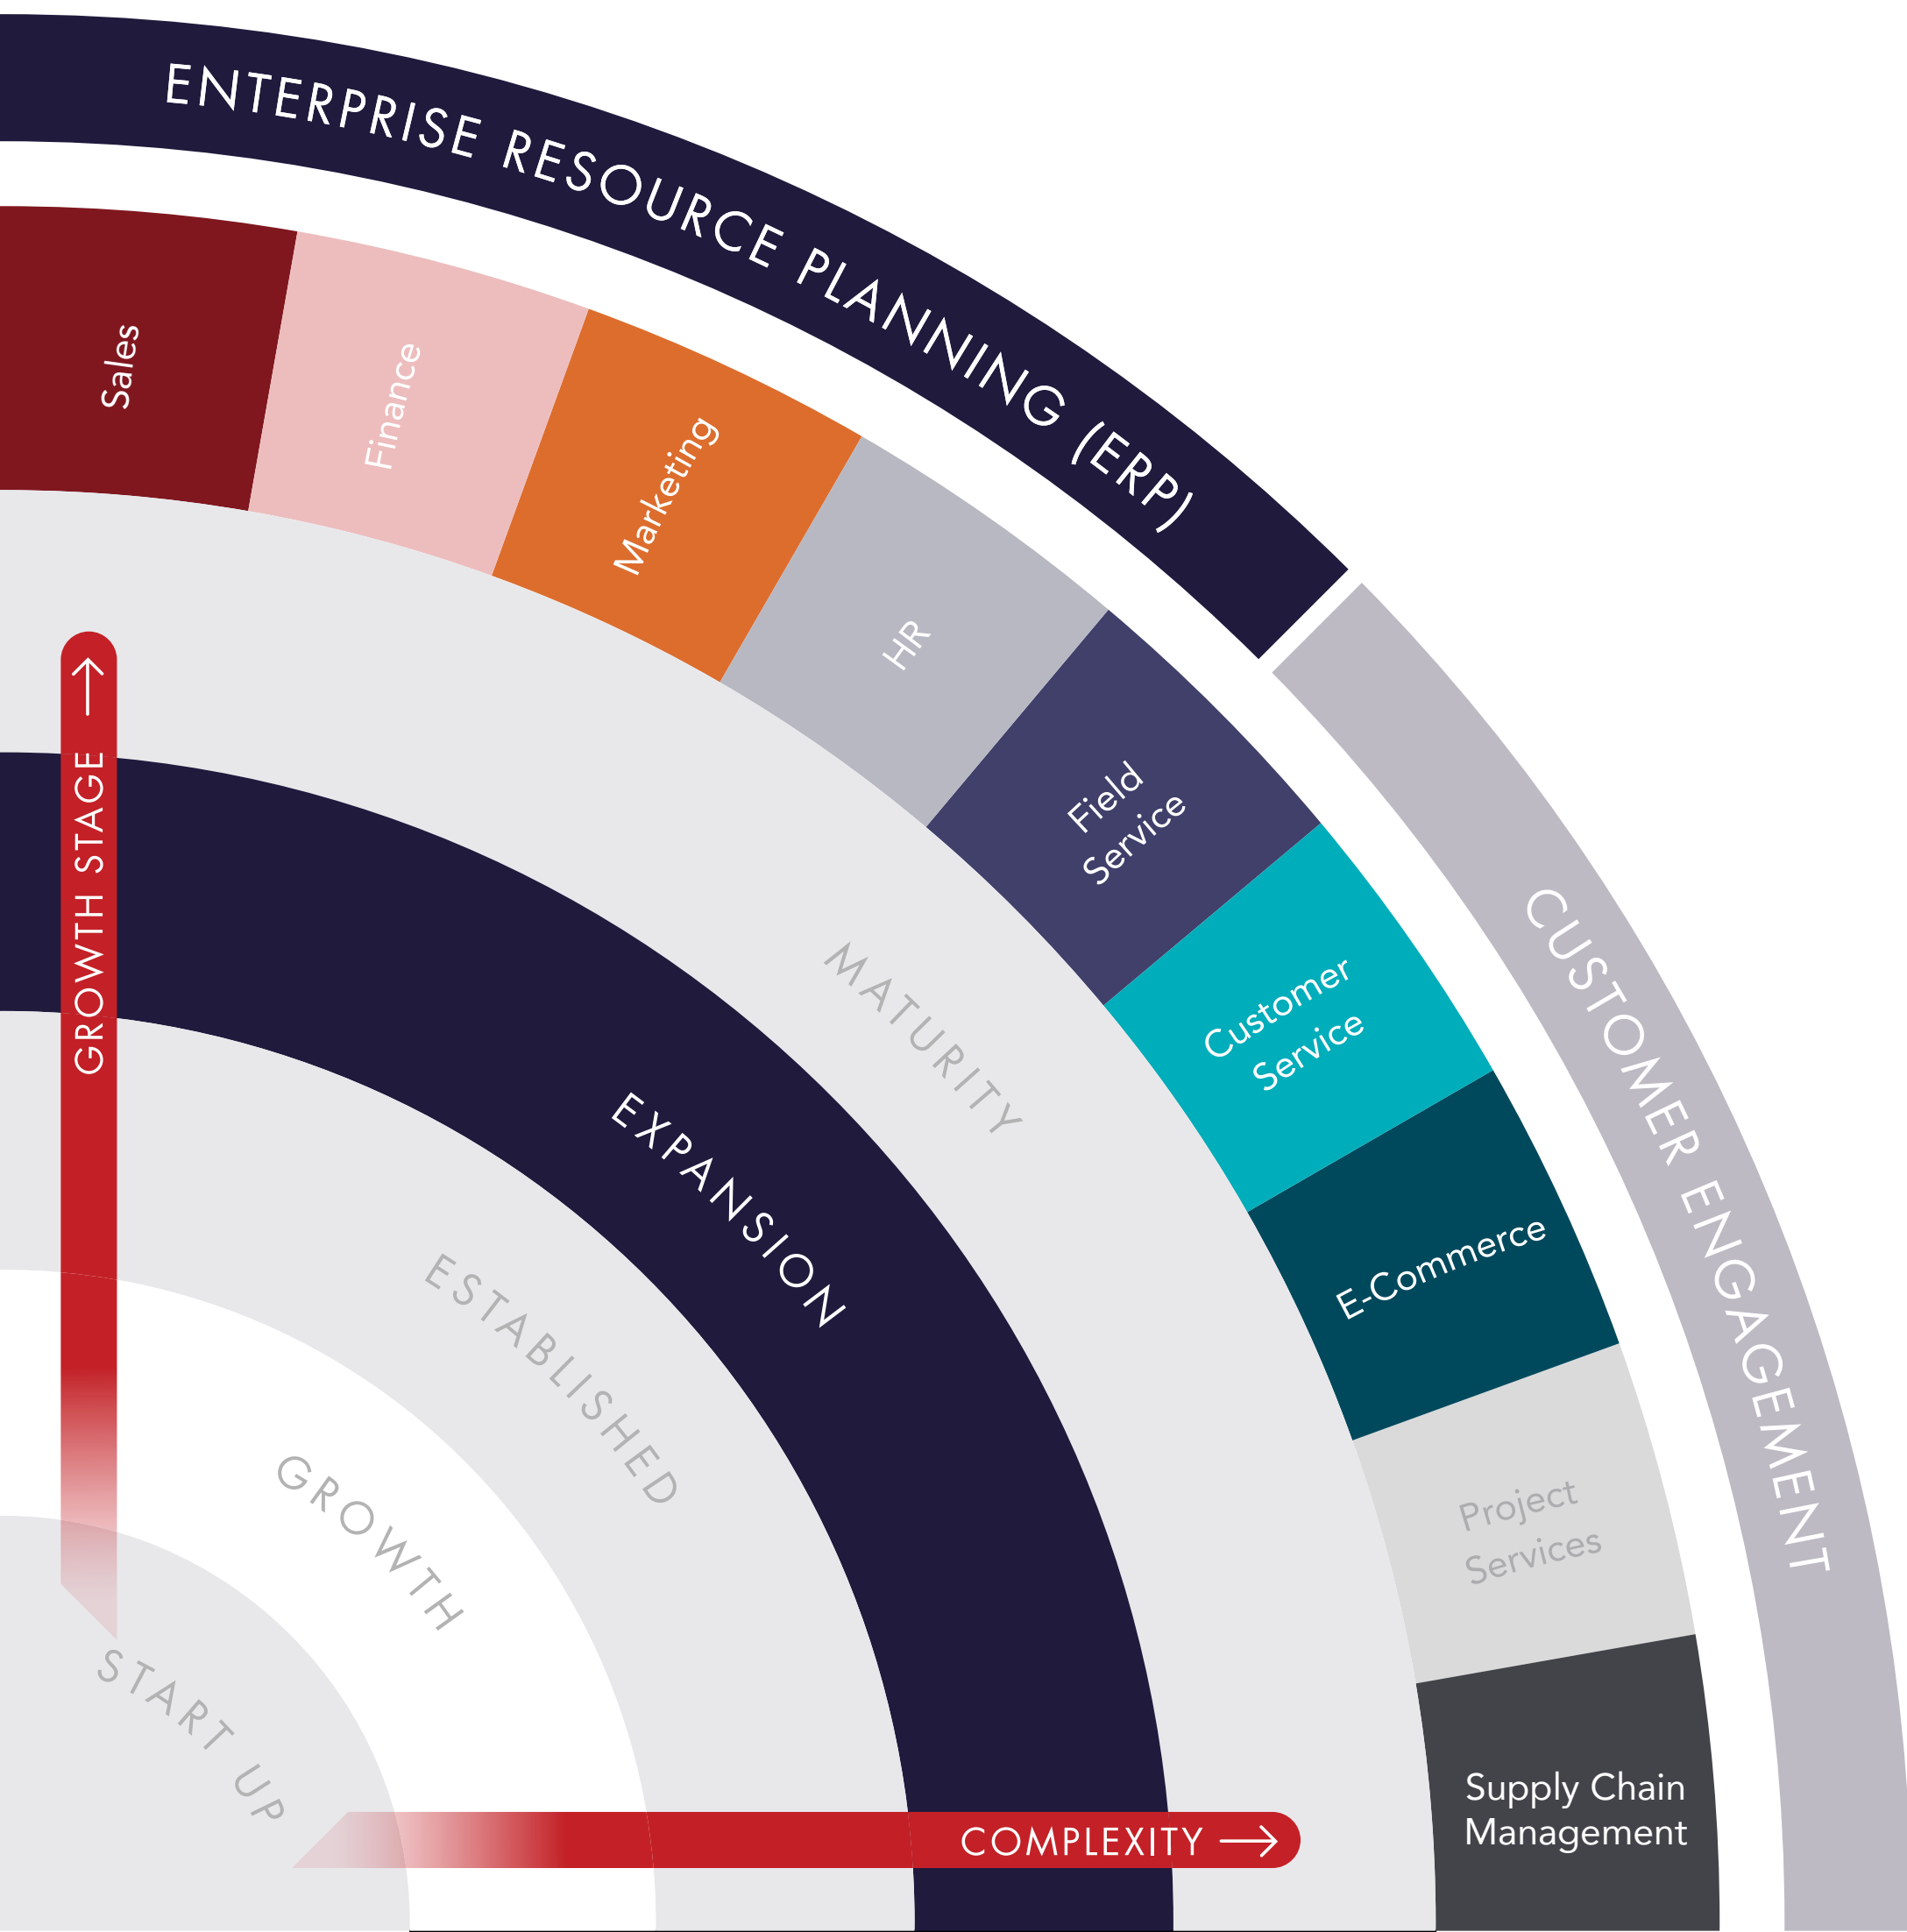 ENTERPRISE RESOURCE PLANNING (ERP)
CUSTOMER ENGAGEMENT
Sales
Finance
Marketing
HR
Field
Service
Customer
Service
E-Commerce
Project
Services
Supply Chain
Management
GROWTH STAGE
MATURITY
EXPANSION
ESTABLISHED
GROWTH
START UP
COMPLEXITY